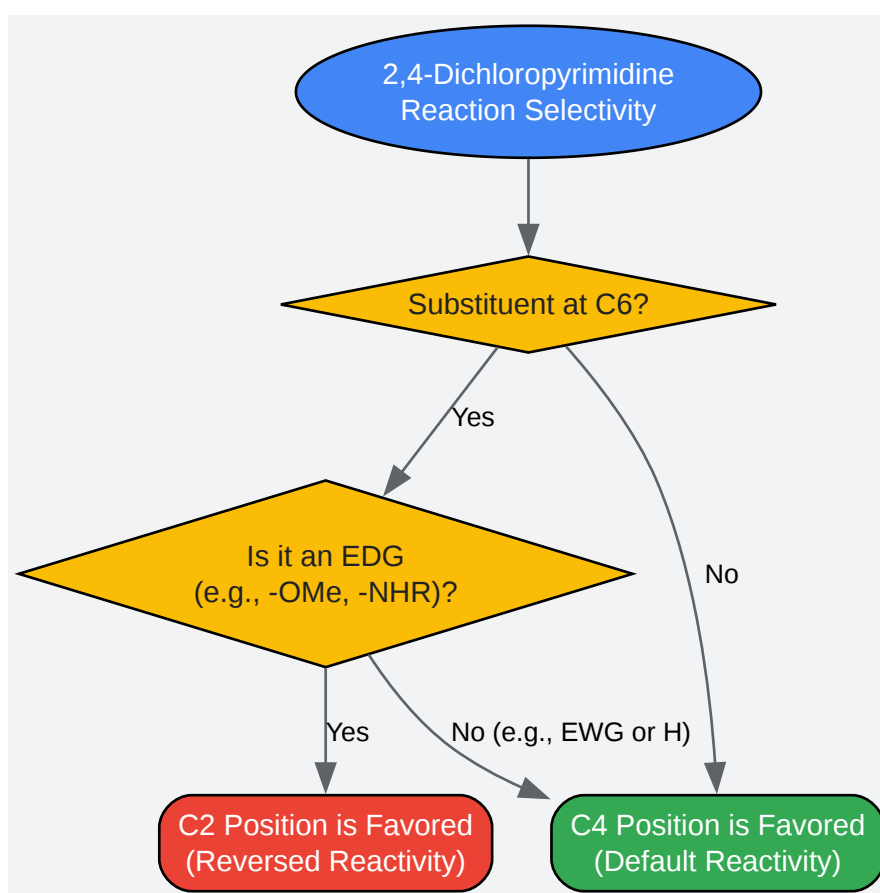 2,4-Dichloropyrimidine
Reaction Selectivity
Substituent at C6?
Yes
Is it an EDG
(e.g., -OMe, -NHR)?
No
Yes
No (e.g., EWG or H)
C2 Position is Favored
(Reversed Reactivity)
C4 Position is Favored
(Default Reactivity)